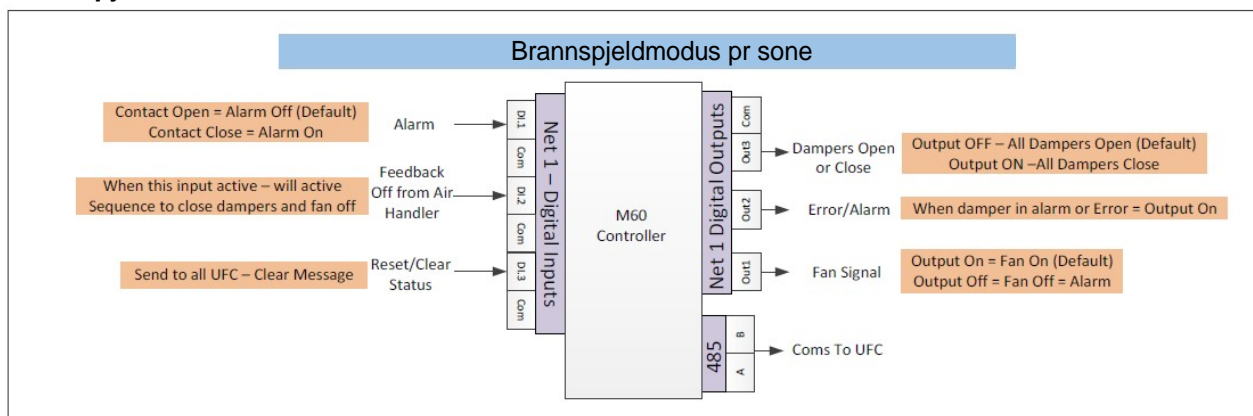 Brannspjeldmodus pr sone
Contact Open = Alarm Off (Default)
Contact Close = Alarm On
Alarm
When this input active – will active
Sequence to close dampers and fan off
Feedback
Off from Air
Handler
Send to all UFC – Clear Message
Reset/Clear
Status
DI.1
Com
DI.2
Com
DI.3
Com
Net 1 – Digital Inputs
M60
Controller
Net 1 Digital Outputs
Com
Out3
Out2
Out1
485
B
A
Dampers Open
or Close
Output OFF – All Dampers Open (Default)
Output ON –All Dampers Close
Error/Alarm
When damper in alarm or Error = Output On
Fan Signal
Output On = Fan On (Default)
Output Off = Fan Off = Alarm
Coms To UFC